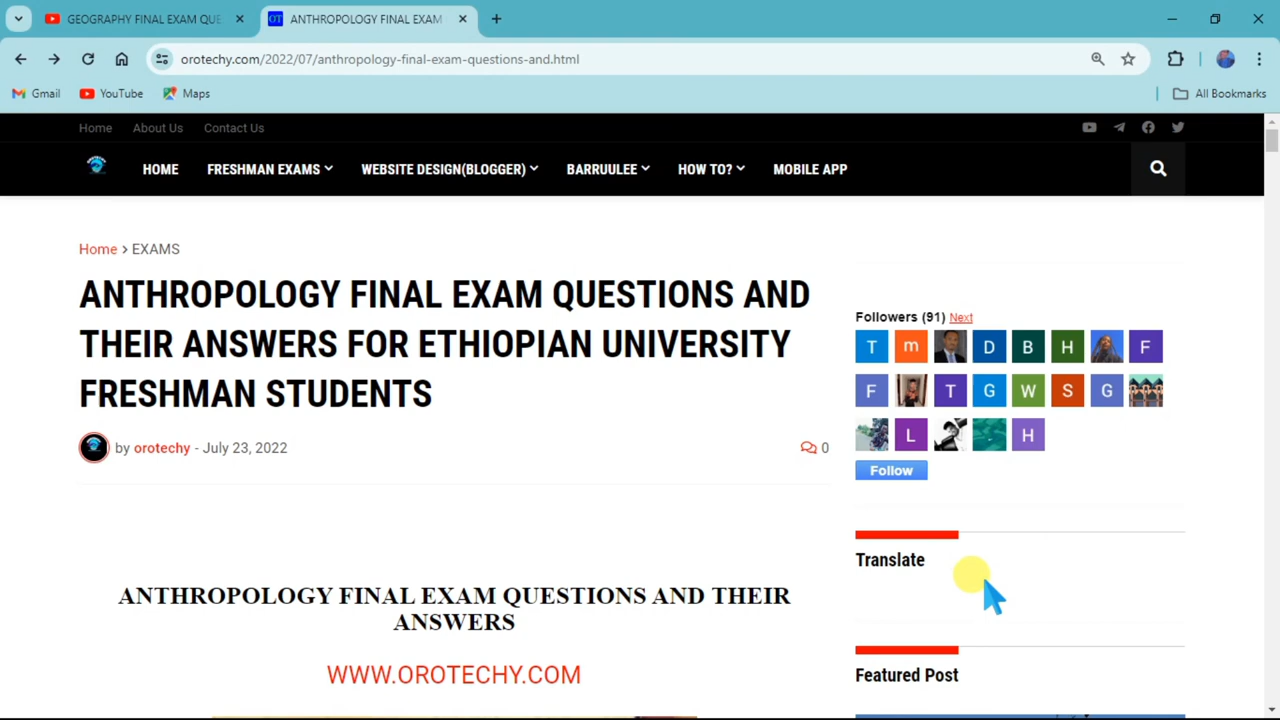 GEOGRAPHY FINAL EXAM QUE
ANTHROPOLOGY FINAL EXAM
orotechy.com/2022/07/anthropology-final-exam-questions-and.html
Gmail YouTube Maps All Bookmarks
Home About Us Contact Us
HOME FRESHMAN EXAMS WEBSITE DESIGN(BLOGGER) BARRUULEE HOW TO? MOBILE APP
Home > EXAMS
ANTHROPOLOGY FINAL EXAM QUESTIONS AND
THEIR ANSWERS FOR ETHIOPIAN UNIVERSITY
FRESHMAN STUDENTS
by orotechy - July 23, 2022
0
ANTHROPOLOGY FINAL EXAM QUESTIONS AND THEIR
ANSWERS
WWW.OROTECHY.COM
Followers (91) Next
T m D B H F
F T G W S G
L H
Follow
Translate
Featured Post